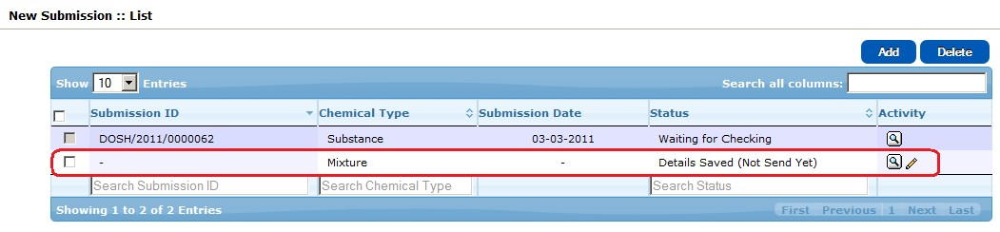 New Submission :: List
Add Delete
Show 10 Entries Search all columns:
Submission ID Chemical Type Submission Date Status Activity
DOSH/2011/0000062 Substance 03-03-2011 Waiting for Checking
- Mixture - Details Saved (Not Send Yet)
Search Submission ID Search Chemical Type Search Status
Showing 1 to 2 of 2 Entries First Previous 1 Next Last